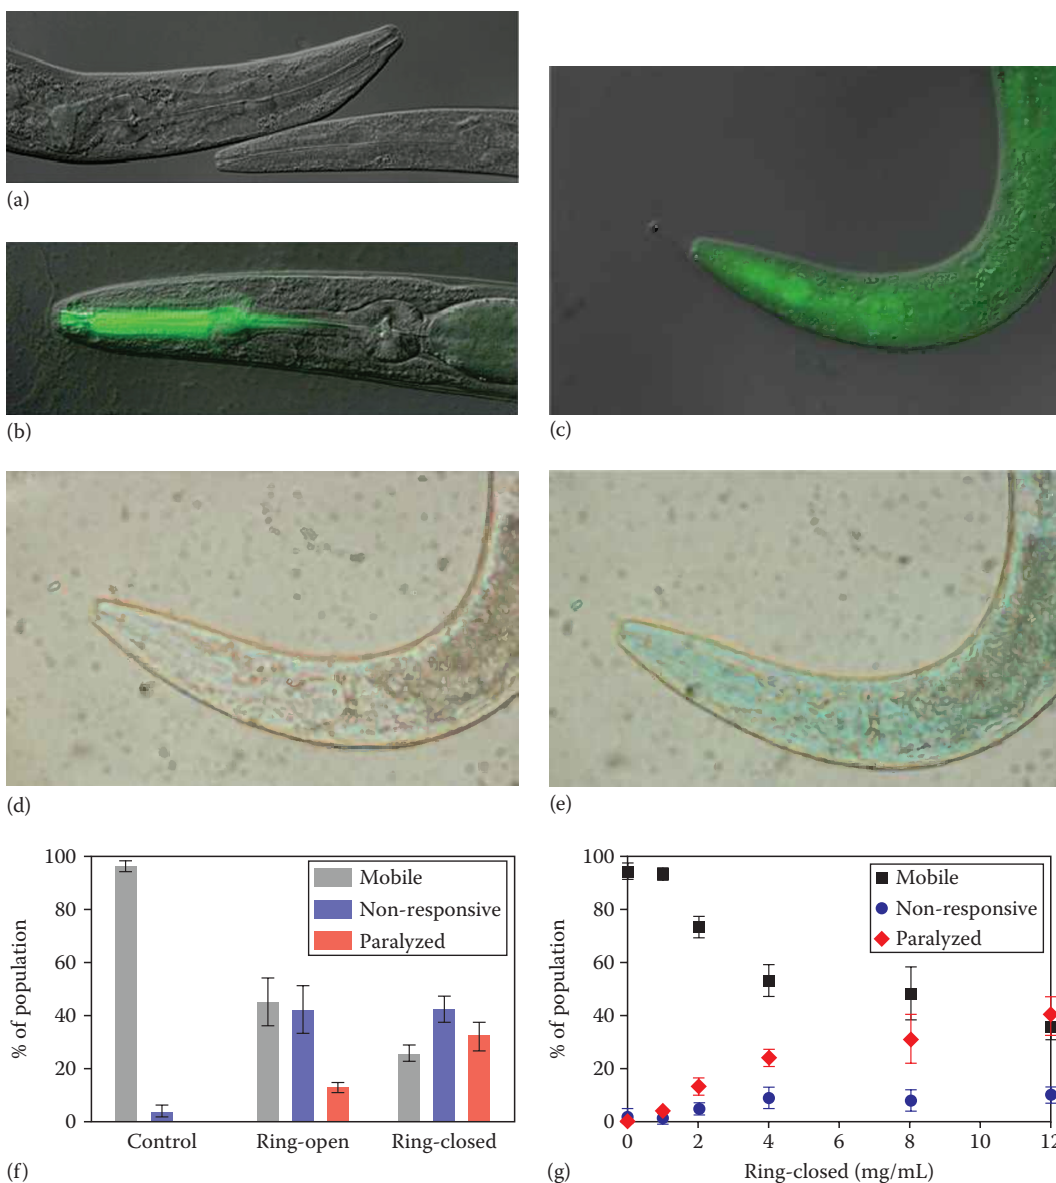 (a)
(b)
(c)
(d)
(e)
100
80
60
40
20
0
% of population
Mobile
Non-responsive
Paralyzed
Control
Ring-open
Ring-closed
(f)
100
80
60
40
20
0
% of population
Mobile
Non-responsive
Paralyzed
0 2 4 6 8 10 12
Ring-closed (mg/mL)
(g)